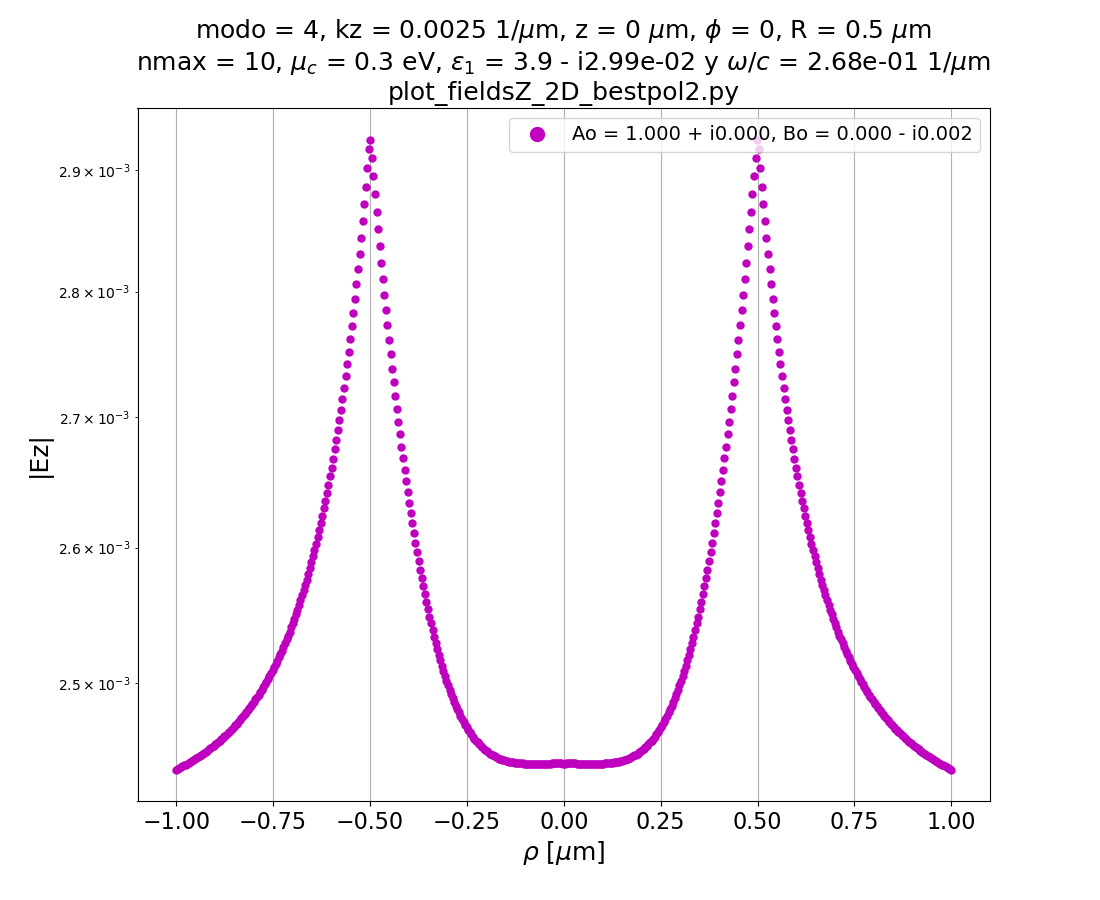 modo = 4, kz = 0.0025 1/μm, z = 0 μm, ϕ = 0, R = 0.5 μm
nmax = 10, μ_c = 0.3 eV, ε₁ = 3.9 - i2.99e-02 y ω/c = 2.68e-01 1/μm
plot_fieldsZ_2D_bestpol2.py
Ao = 1.000 + i0.000, Bo = 0.000 - i0.002
2.9 × 10⁻³
2.8 × 10⁻³
2.7 × 10⁻³
2.6 × 10⁻³
2.5 × 10⁻³
|Ez|
−1.00 −0.75 −0.50 −0.25 0.00 0.25 0.50 0.75 1.00
ρ [μm]